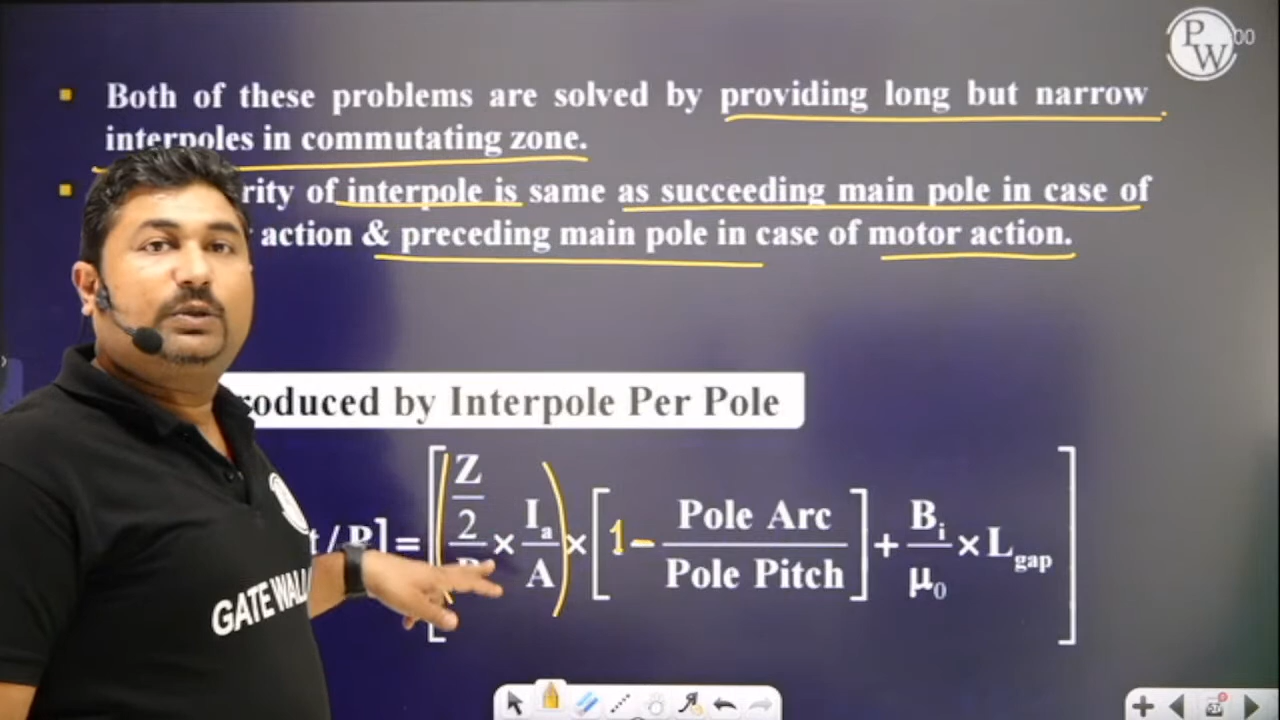 PW 00
Both of these problems are solved by providing long but narrow
interpoles in commutating zone.
rity of interpole is same as succeeding main pole in case of
action & preceding main pole in case of motor action.
roduced by Interpole Per Pole
t / P] = [(Z/2/P × Ia/A) × [1 - Pole Arc/Pole Pitch] + Bi/μ0 × Lgap]
GATE WALL